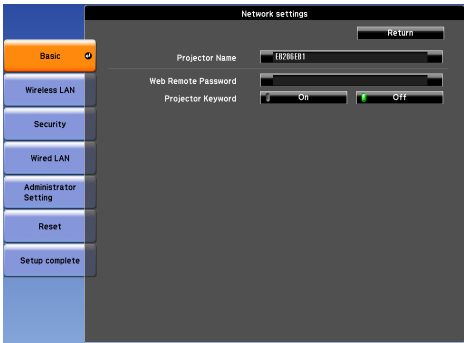 Network settings
Return
Basic
Projector Name
EB2B6EB1
Wireless LAN
Web Remote Password
Projector Keyword
On
Off
Security
Wired LAN
Administrator
Setting
Reset
Setup complete